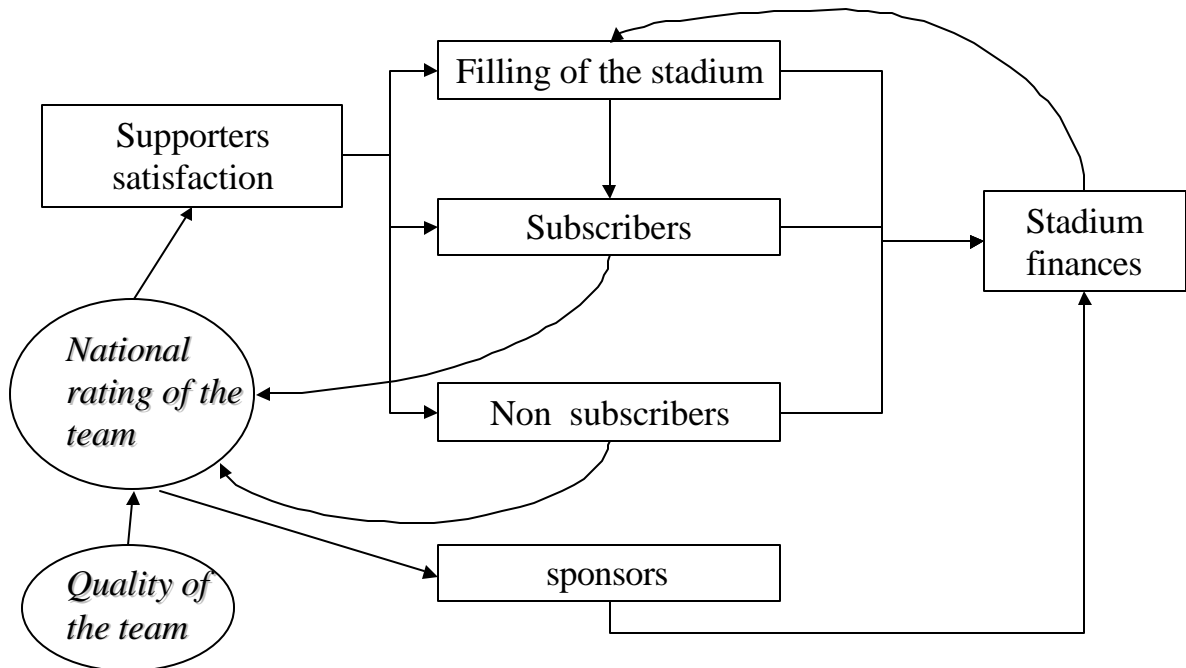 Filling of the stadium
Supporters
satisfaction
Subscribers
Stadium
finances
National
rating of the
team
Non subscribers
sponsors
Quality of
the team